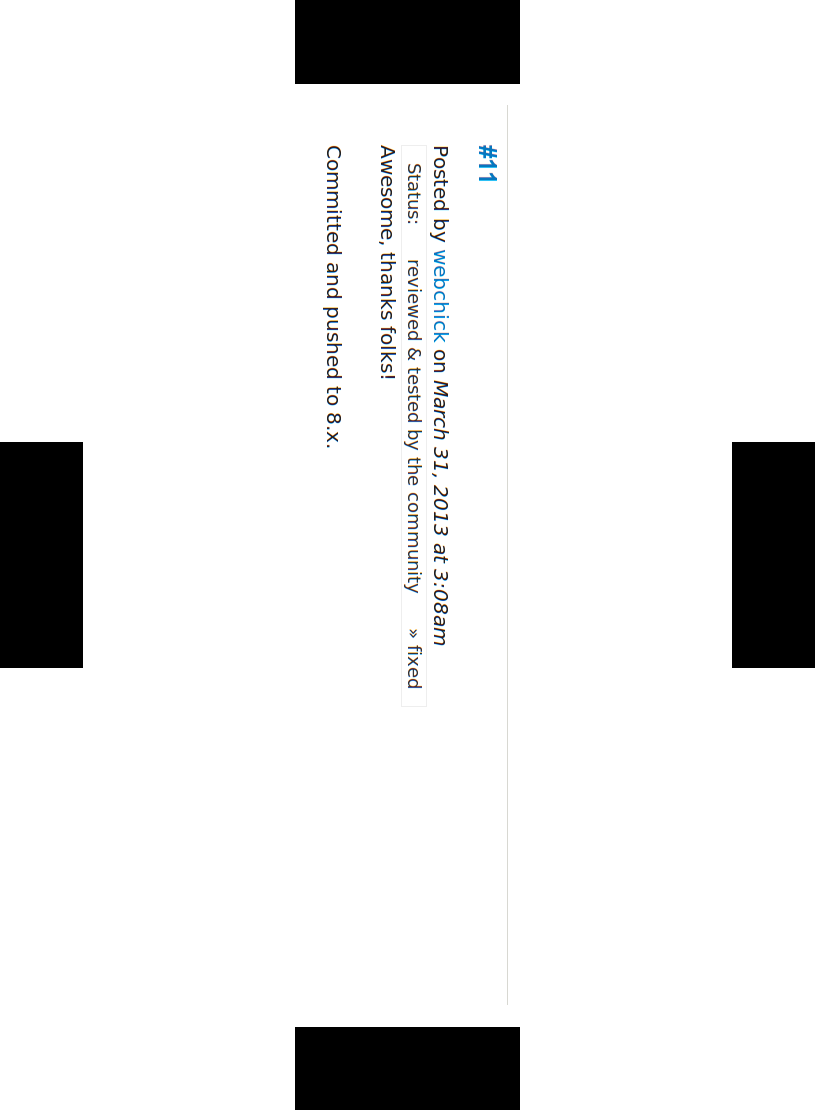 #11
Posted by webchick on March 31, 2013 at 3:08am
Status: reviewed & tested by the community » fixed
Awesome, thanks folks!
Committed and pushed to 8.x.